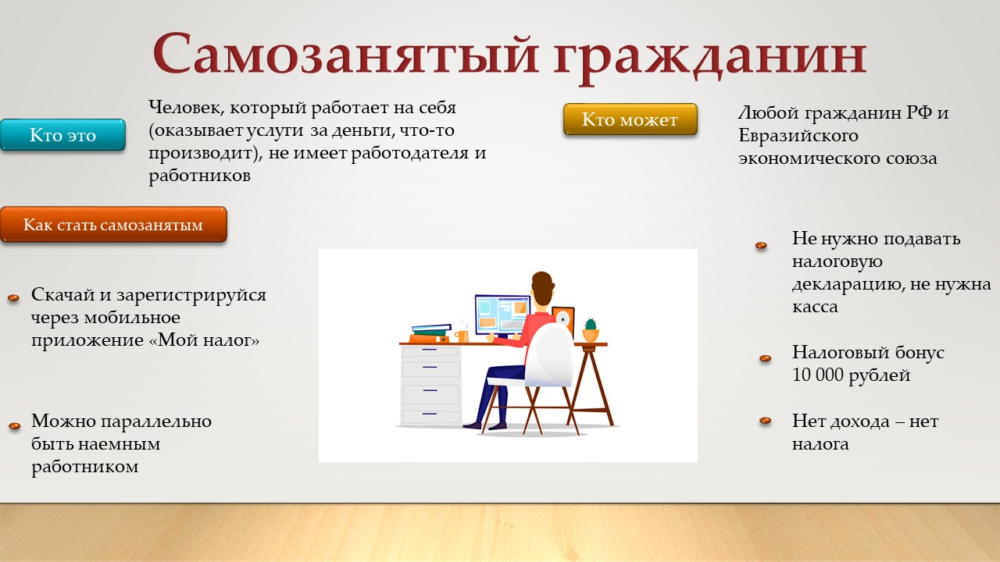 Самозанятый гражданин
Кто это
Человек, который работает на себя
(оказывает услуги за деньги, что-то
производит), не имеет работодателя и
работников
Кто может
Любой гражданин РФ и
Евразийского
экономического союза
Как стать самозанятым
Скачай и зарегистрируйся
через мобильное
приложение «Мой налог»
Можно параллельно
быть наемным
работником
Не нужно подавать
налоговую
декларацию, не нужна
касса
Налоговый бонус
10 000 рублей
Нет дохода – нет
налога